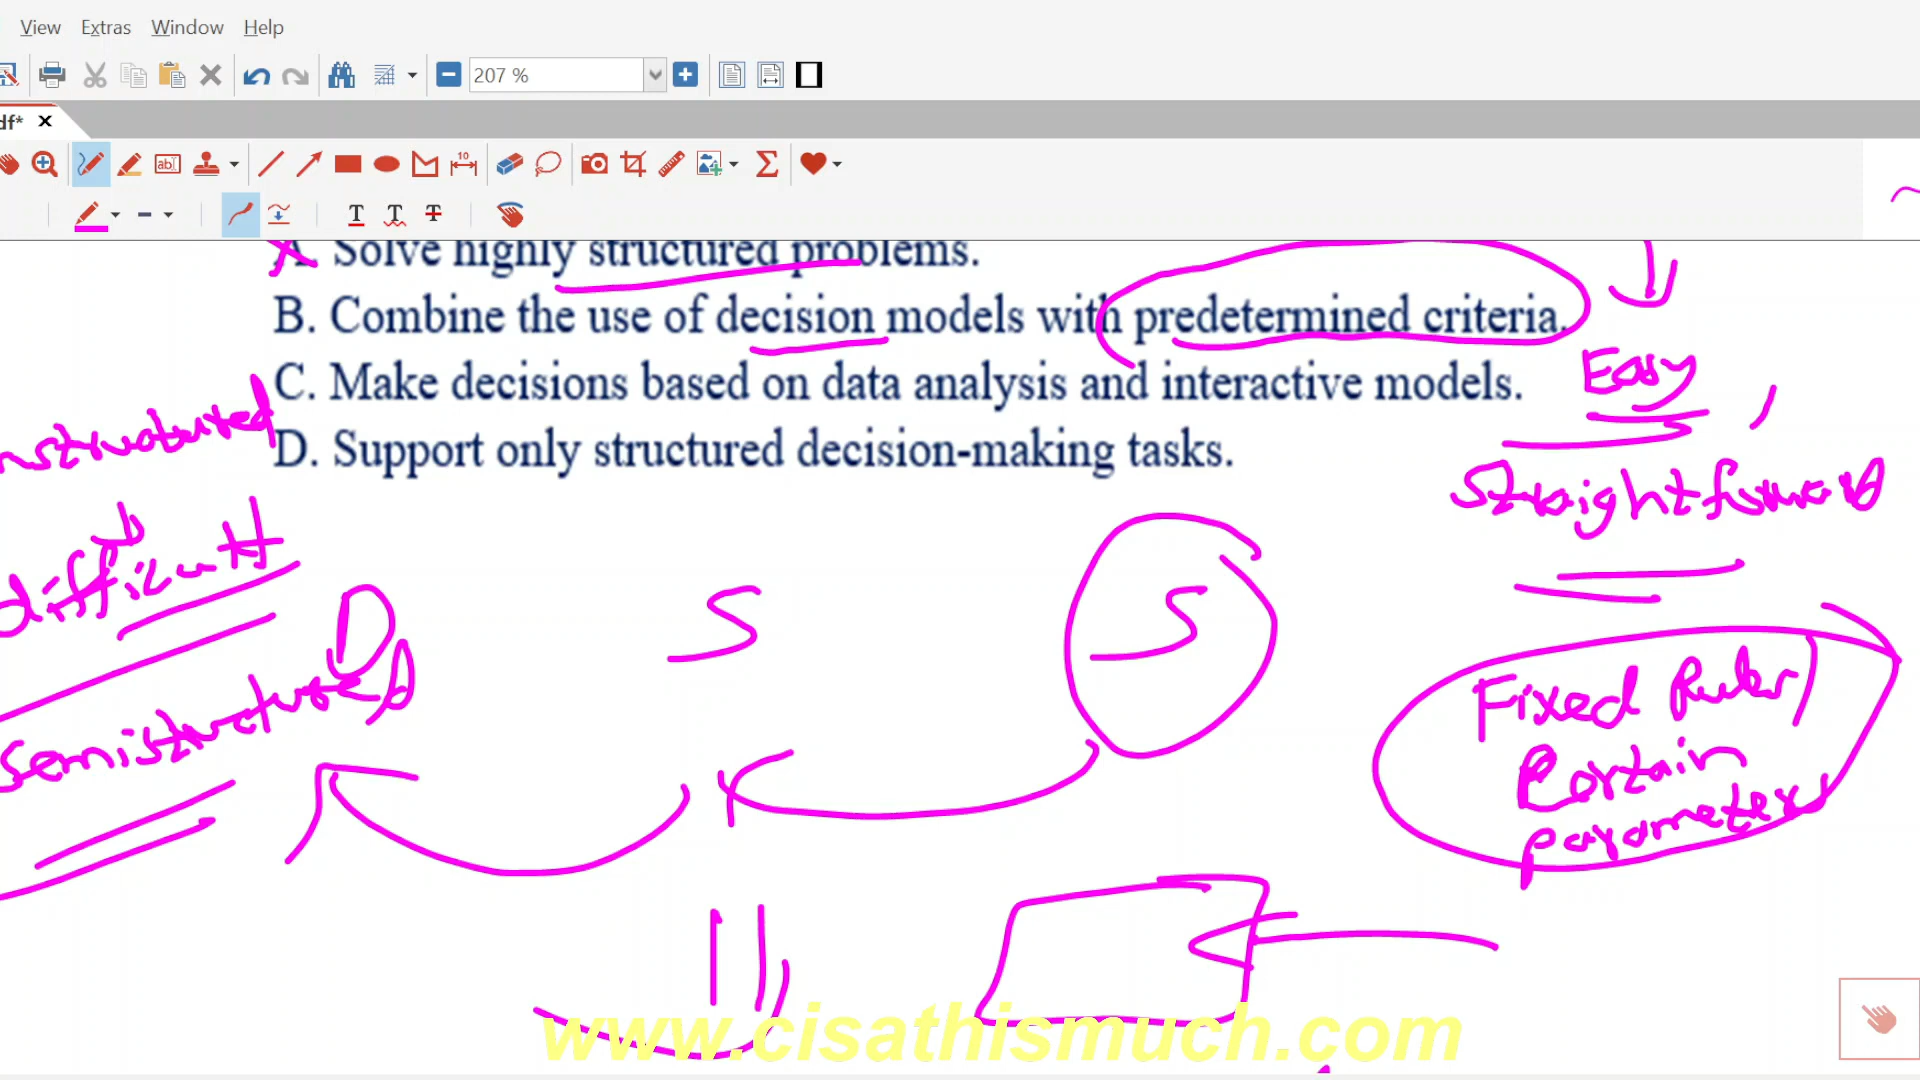 View Extras Window Help
207 %
df* ×
A. Solve highly structured problems.
B. Combine the use of decision models with predetermined criteria.
C. Make decisions based on data analysis and interactive models.
D. Support only structured decision-making tasks.
Easy
nstructured
Straightforward
difficult
D S S
Semistructured
Fixed Rules
Certain
parameters
www.cisathismuch.com